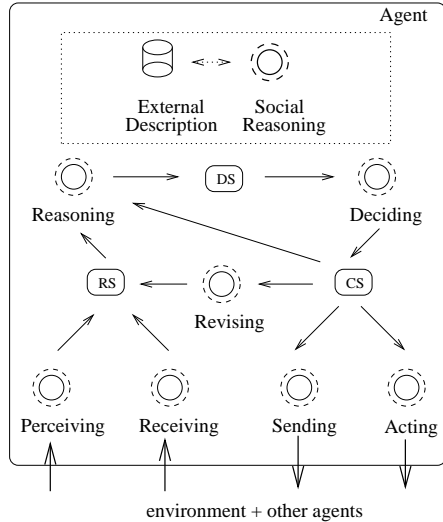 Agent
External
Description
Social
Reasoning
Reasoning
DS
Deciding
RS
Revising
CS
Perceiving
Receiving
Sending
Acting
environment + other agents